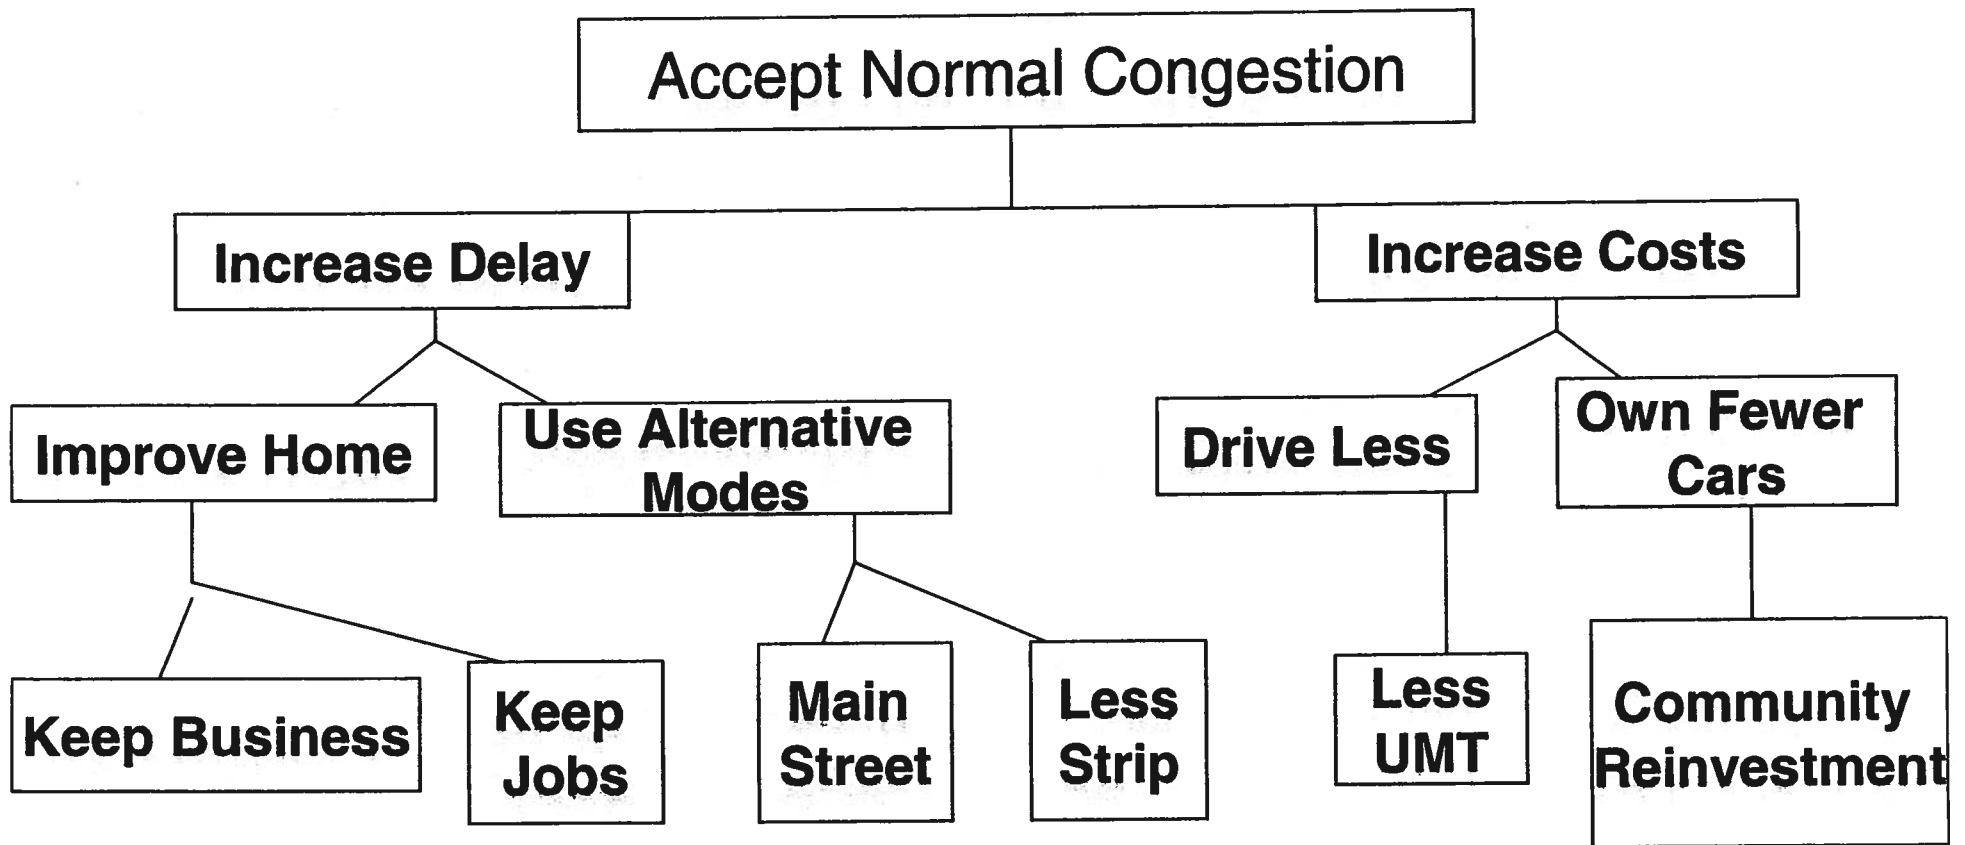 Accept Normal Congestion
Increase Delay
Increase Costs
Improve Home
Use Alternative
Modes
Drive Less
Own Fewer
Cars
Keep Business
Keep
Jobs
Main
Street
Less
Strip
Less
UMT
Community
Reinvestment